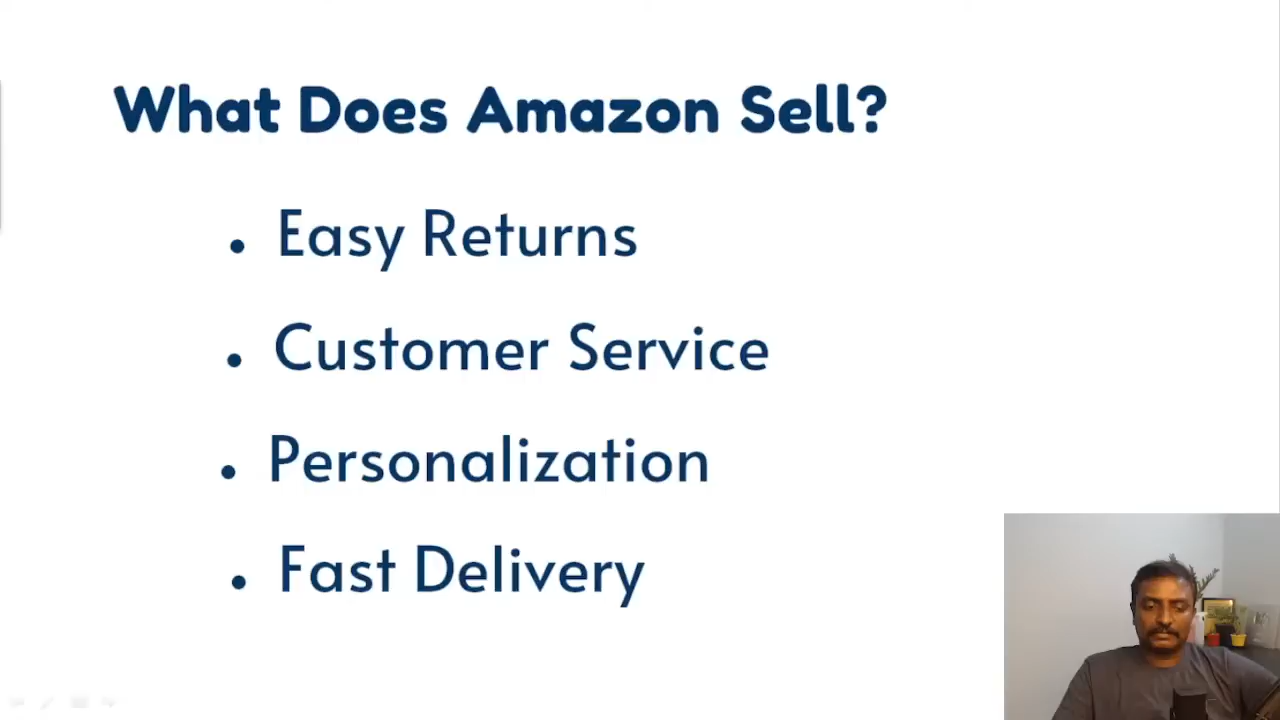 What Does Amazon Sell?
• Easy Returns
• Customer Service
• Personalization
• Fast Delivery